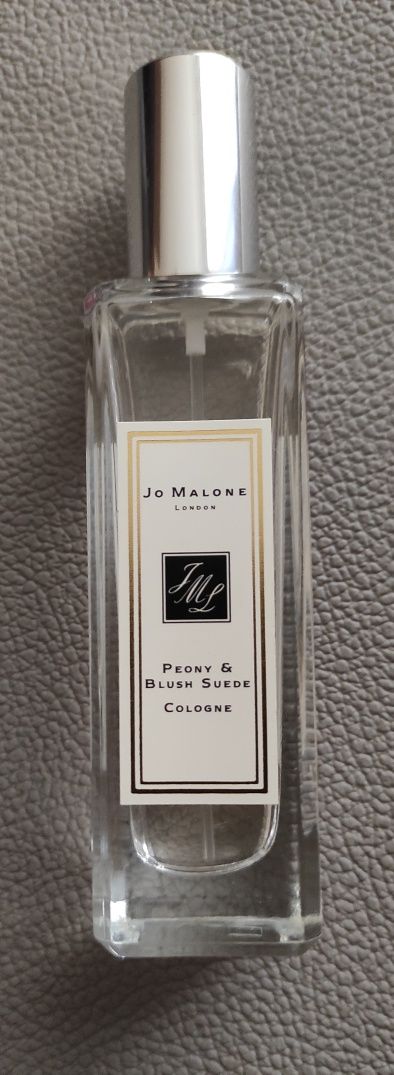 Jo Malone
London
JML
Peony &
Blush Suede
Cologne